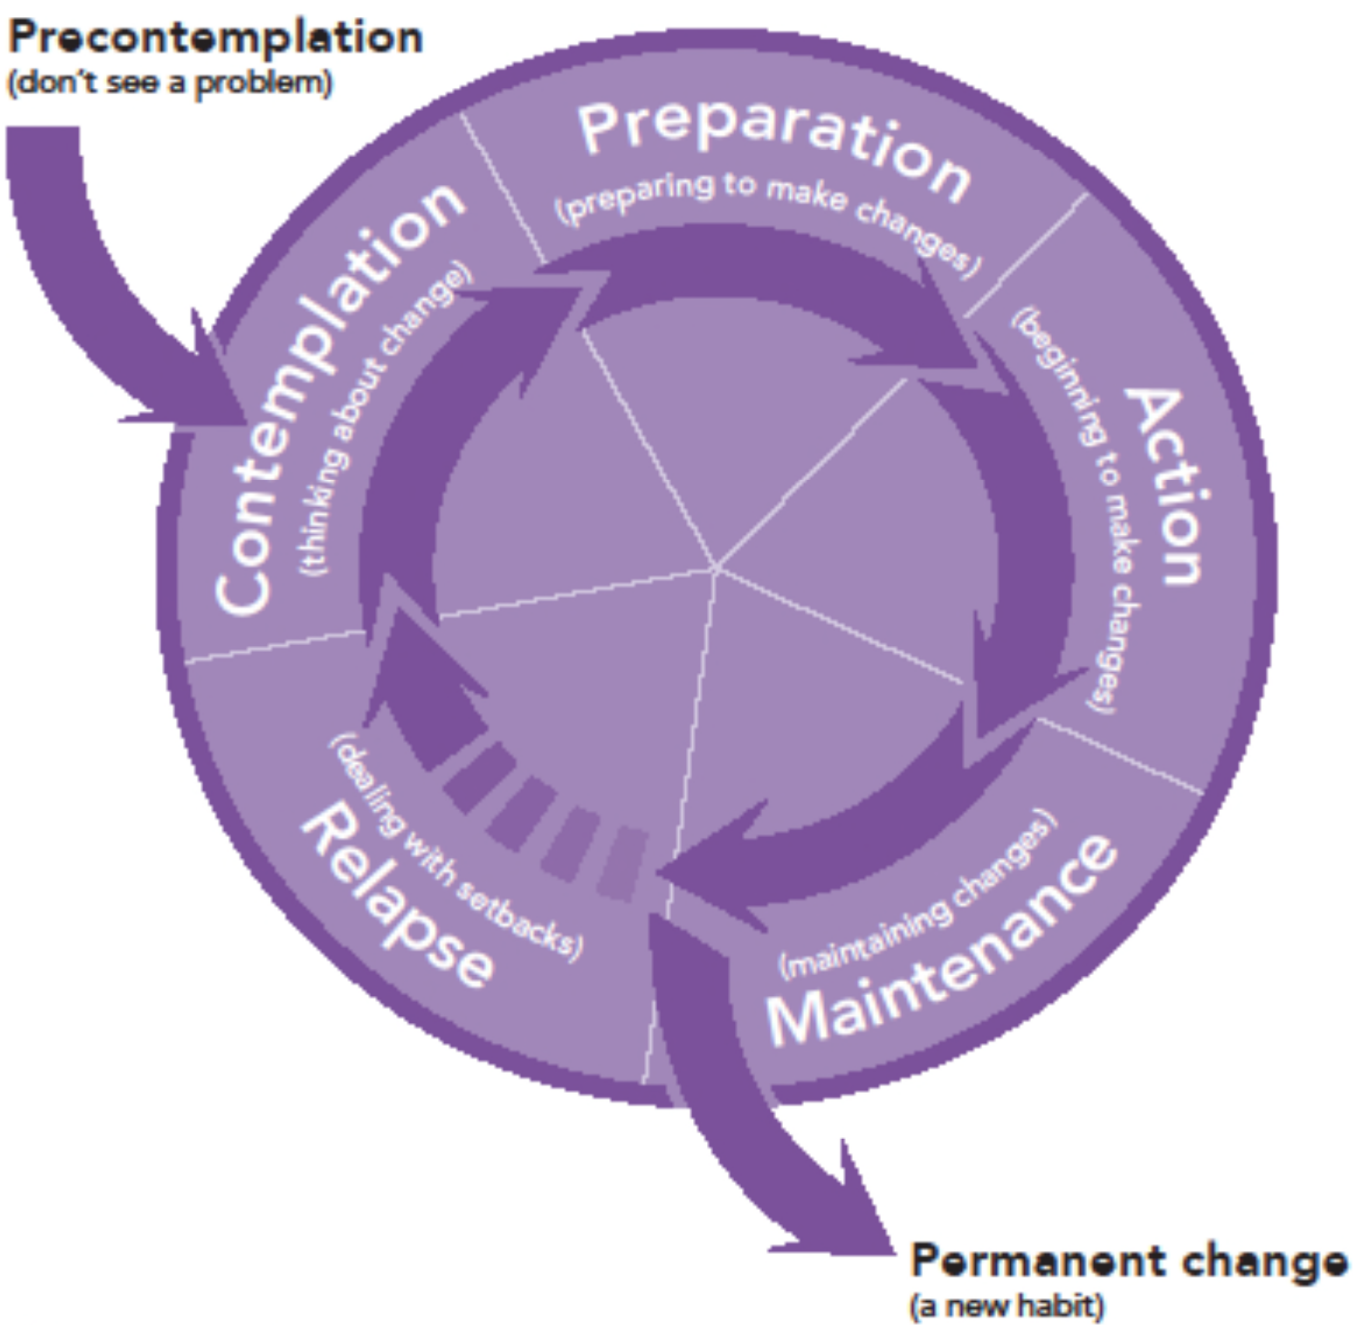 Precontemplation
(don't see a problem)
Preparation
(preparing to make changes)
Contemplation
(thinking about change)
Action
(beginning to make changes)
Maintenance
(maintaining changes)
Relapse
(dealing with setbacks)
Permanent change
(a new habit)